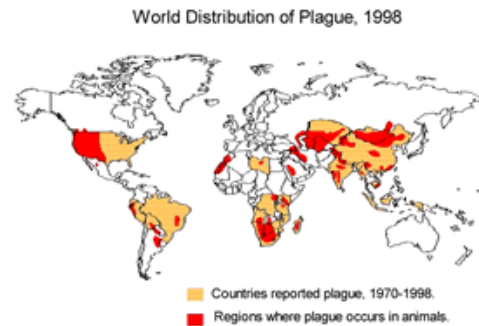 World Distribution of Plague, 1998
Countries reported plague, 1970-1998.
Regions where plague occurs in animals.